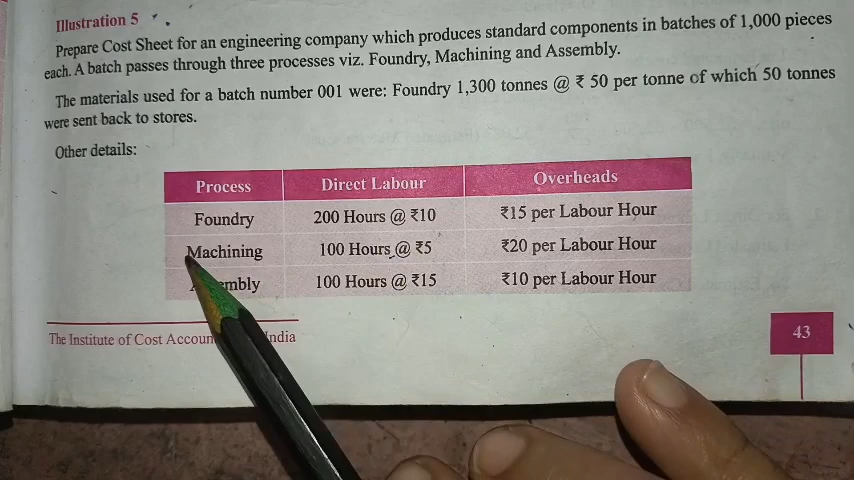 Illustration 5
Prepare Cost Sheet for an engineering company which produces standard components in batches of 1,000 pieces
each. A batch passes through three processes viz. Foundry, Machining and Assembly.
The materials used for a batch number 001 were: Foundry 1,300 tonnes @ ₹ 50 per tonne of which 50 tonnes
were sent back to stores.
Other details:
Process Direct Labour Overheads
Foundry 200 Hours @ ₹10 ₹15 per Labour Hour
Machining 100 Hours @ ₹5 ₹20 per Labour Hour
100 Hours @ ₹15 ₹10 per Labour Hour
The Institute of Cost
43